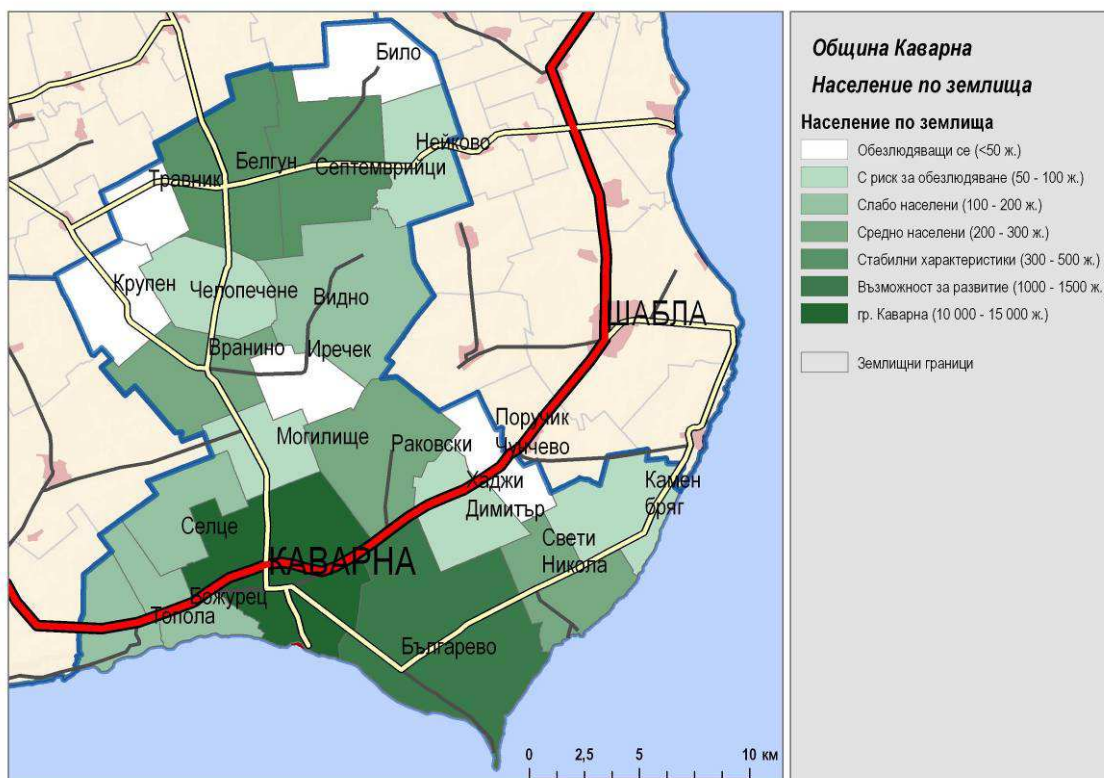 Било
Нейково
Белгун
Септемврийци
Травник
Крупен
Челопечене
Видно
ШАБЛА
Вранино
Иречек
Поручик
Чунчево
Могилище
Раковски
Хаджи
Димитър
Камен
бряг
Селце
Свети
Никола
КАВАРНА
Божурец
Топола
Българево
0 2,5 5 10 км
Община Каварна
Население по землища
Население по землища
Обезлюдяващи се (<50 ж.)
С риск за обезлюдяване (50 - 100 ж.)
Слабо населени (100 - 200 ж.)
Средно населени (200 - 300 ж.)
Стабилни характеристики (300 - 500 ж.)
Възможност за развитие (1000 - 1500 ж.
гр. Каварна (10 000 - 15 000 ж.)
Землищни граници